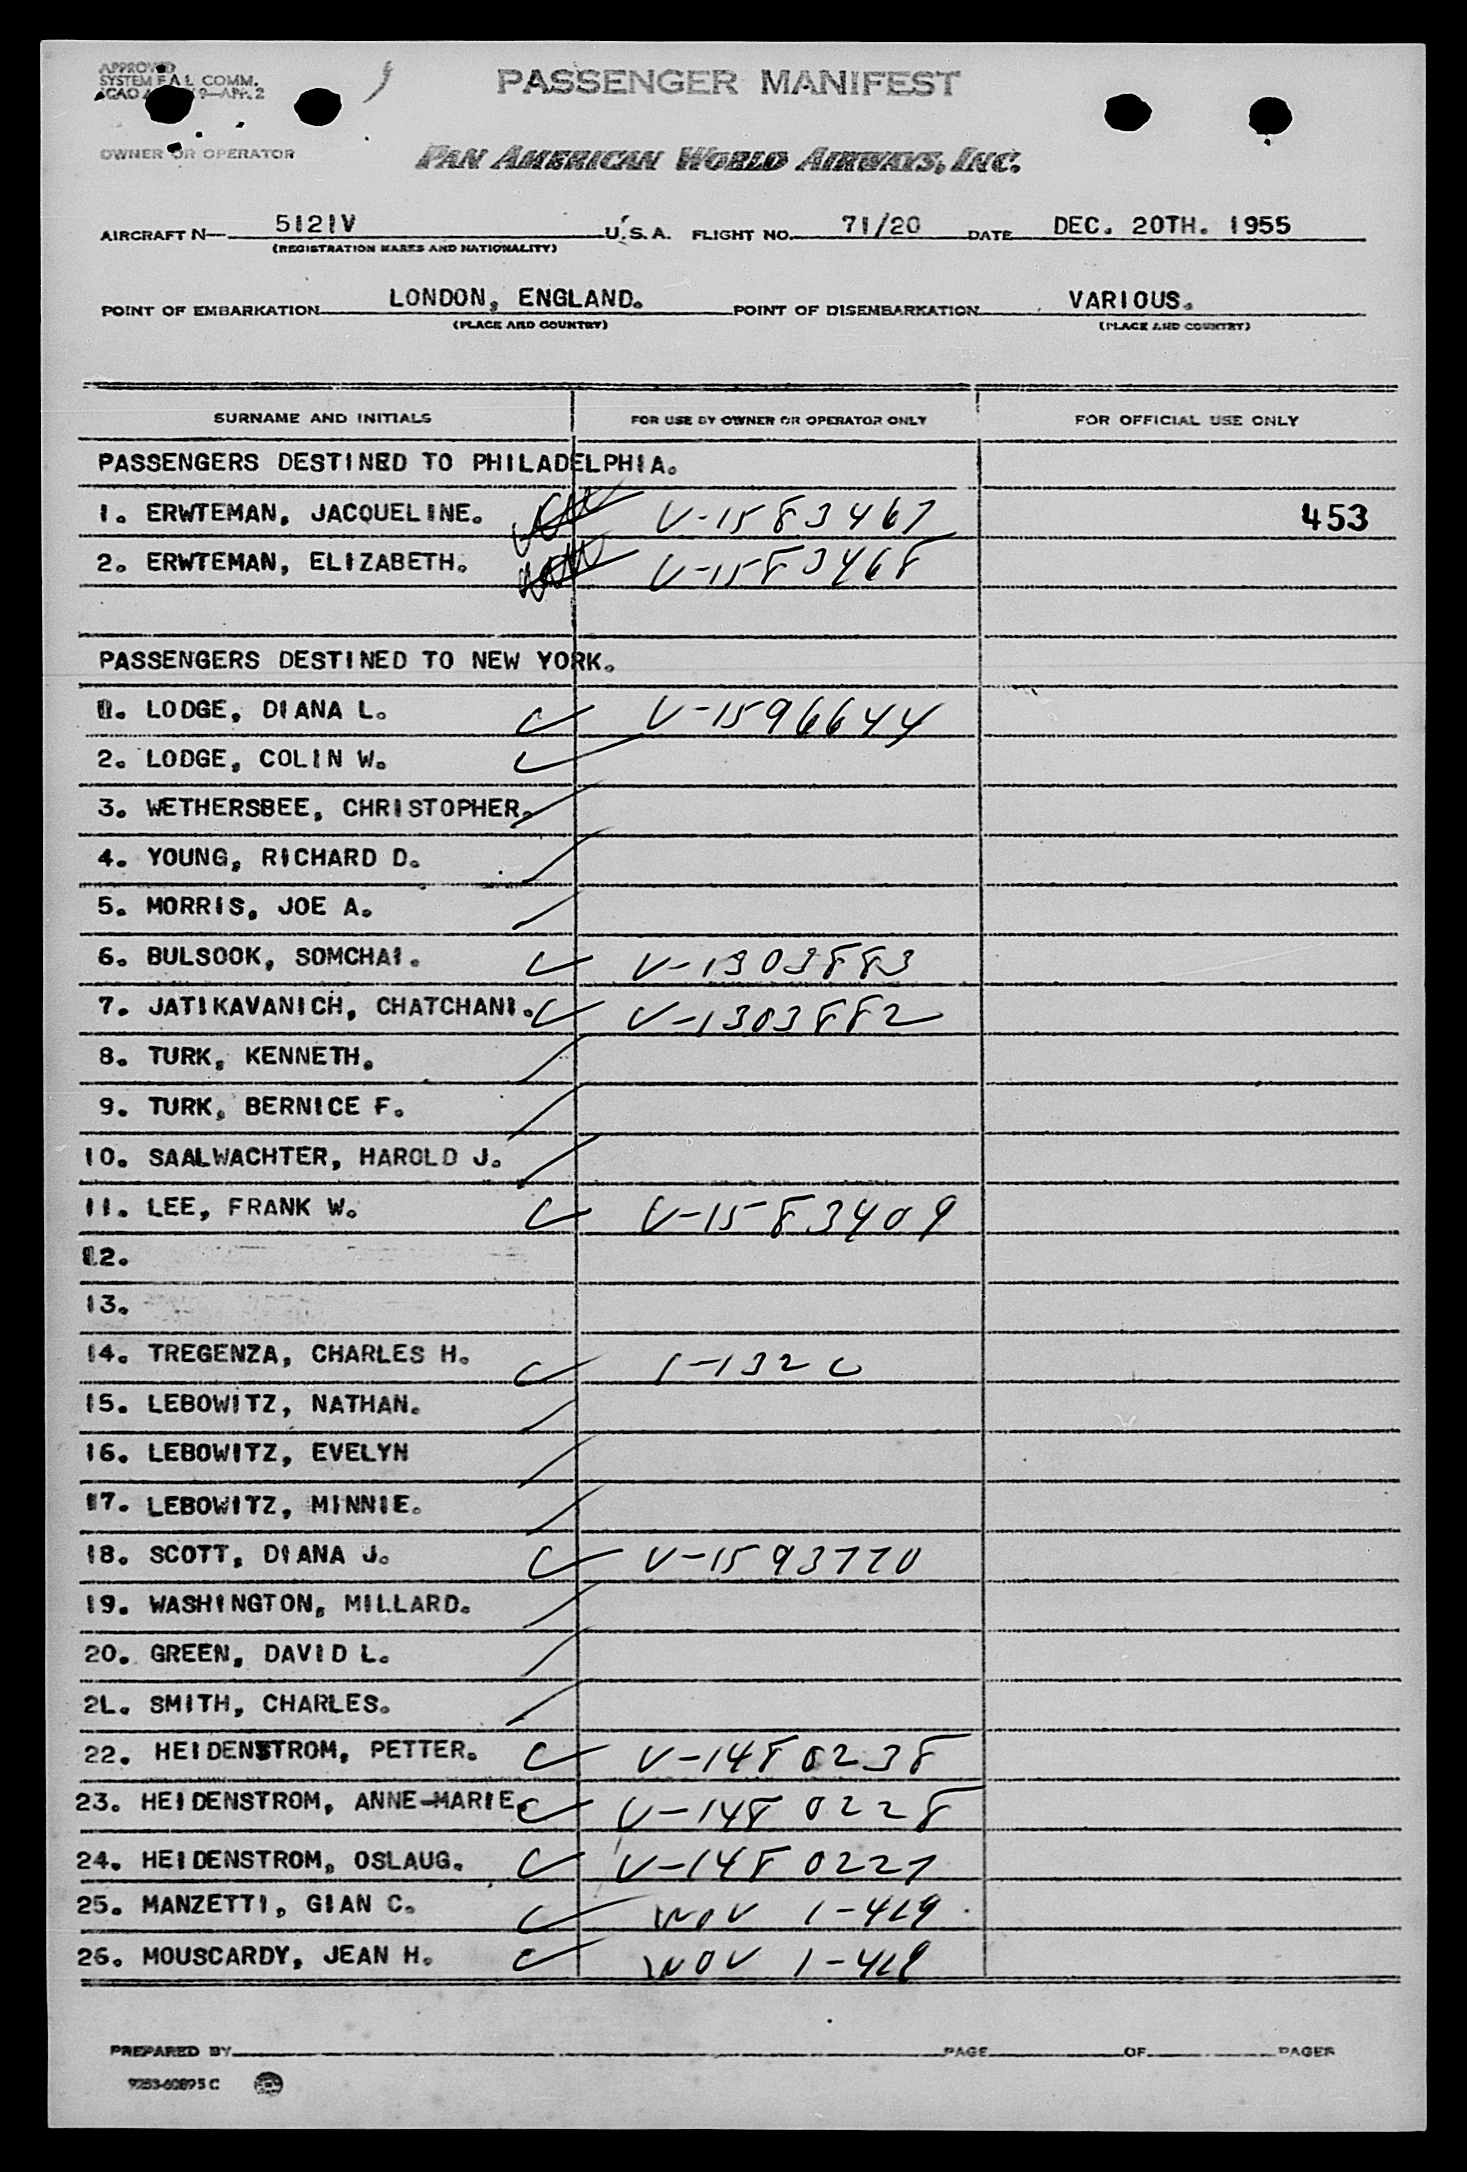 APPROVED
SYSTEM F A L COMM.
PASSENGER MANIFEST
OWNER OR OPERATOR
PAN AMERICAN WORLD AIRWAYS, INC.
AIRCRAFT N— 5121V U.S.A. FLIGHT NO. 71/20 DATE DEC. 20TH. 1955
(REGISTRATION MARKS AND NATIONALITY)
POINT OF EMBARKATION LONDON, ENGLAND. POINT OF DISEMBARKATION VARIOUS.
(PLACE AND COUNTRY) (PLACE AND COUNTRY)
SURNAME AND INITIALS FOR USE BY OWNER OR OPERATOR ONLY FOR OFFICIAL USE ONLY
PASSENGERS DESTINED TO PHILADELPHIA.
1. ERWTEMAN, JACQUELINE. V-1583467 453
2. ERWTEMAN, ELIZABETH. V-1583468
PASSENGERS DESTINED TO NEW YORK.
1. LODGE, DIANA L. V-1596644
2. LODGE, COLIN W.
3. WETHERSBEE, CHRISTOPHER.
4. YOUNG, RICHARD D.
5. MORRIS, JOE A.
6. BULSOOK, SOMCHAI. V-1303883
7. JATIKAVANICH, CHATCHANI. V-1303882
8. TURK, KENNETH.
9. TURK, BERNICE F.
10. SAALWACHTER, HAROLD J.
11. LEE, FRANK W. V-1583409
12.
13.
14. TREGENZA, CHARLES H. 1-132
15. LEBOWITZ, NATHAN.
16. LEBOWITZ, EVELYN
17. LEBOWITZ, MINNIE.
18. SCOTT, DIANA J. V-1593770
19. WASHINGTON, MILLARD.
20. GREEN, DAVID L.
2L. SMITH, CHARLES.
22. HEIDENSTROM, PETTER. V-1480238
23. HEIDENSTROM, ANNE-MARIE. V-1480228
24. HEIDENSTROM, OSLAUG. V-1480227
25. MANZETTI, GIAN C. NOV 1-419
26. MOUSCARDY, JEAN H. NOV 1-419
PREPARED BY PAGE OF PAGES